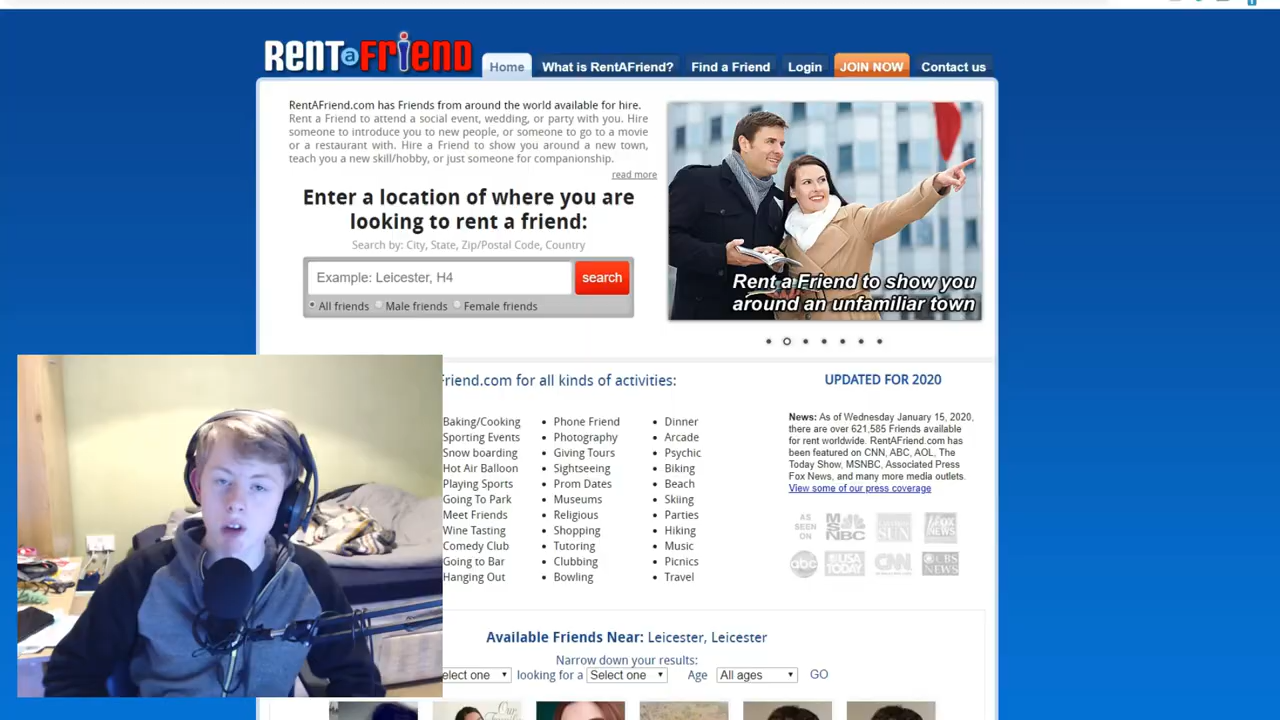 RENT a FRiEND
Home What is RentAFriend? Find a Friend Login JOIN NOW Contact us
RentAFriend.com has Friends from around the world available for hire.
Rent a Friend to attend a social event, wedding, or party with you. Hire
someone to introduce you to new people, or someone to go to a movie
or a restaurant with. Hire a Friend to show you around a new town,
teach you a new skill/hobby, or just someone for companionship.
read more
Enter a location of where you are
looking to rent a friend:
Search by: City, State, Zip/Postal Code, Country
Example: Leicester, H4 search
All friends Male friends Female friends
Rent a Friend to show you
around an unfamiliar town
Friend.com for all kinds of activities:
Baking/Cooking
Sporting Events
Snow boarding
Hot Air Balloon
Playing Sports
Going To Park
Meet Friends
Wine Tasting
Comedy Club
Going to Bar
Hanging Out
• Phone Friend
• Photography
• Giving Tours
• Sightseeing
• Prom Dates
• Museums
• Religious
• Shopping
• Tutoring
• Clubbing
• Bowling
• Dinner
• Arcade
• Psychic
• Biking
• Beach
• Skiing
• Parties
• Hiking
• Music
• Picnics
• Travel
UPDATED FOR 2020
News: As of Wednesday January 15, 2020,
there are over 621,585 Friends available
for rent worldwide. RentAFriend.com has
been featured on CNN, ABC, AOL, The
Today Show, MSNBC, Associated Press
Fox News, and many more media outlets.
View some of our press coverage
AS
SEEN
ON
MSNBC
SUN
FOX
NEWS
abc
USA
TODAY
CNN
CBS
NEWS
Available Friends Near: Leicester, Leicester
Narrow down your results:
elect one looking for a Select one Age All ages GO